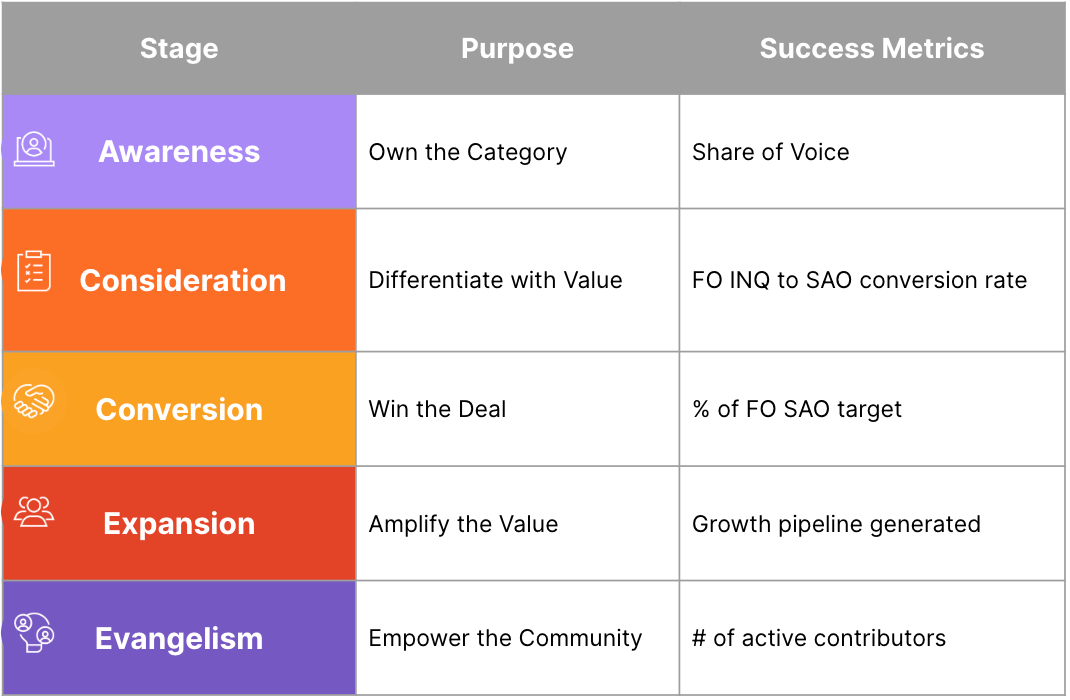 Stage Purpose Success Metrics
Awareness Own the Category Share of Voice
Consideration Differentiate with Value FO INQ to SAO conversion rate
Conversion Win the Deal % of FO SAO target
Expansion Amplify the Value Growth pipeline generated
Evangelism Empower the Community # of active contributors